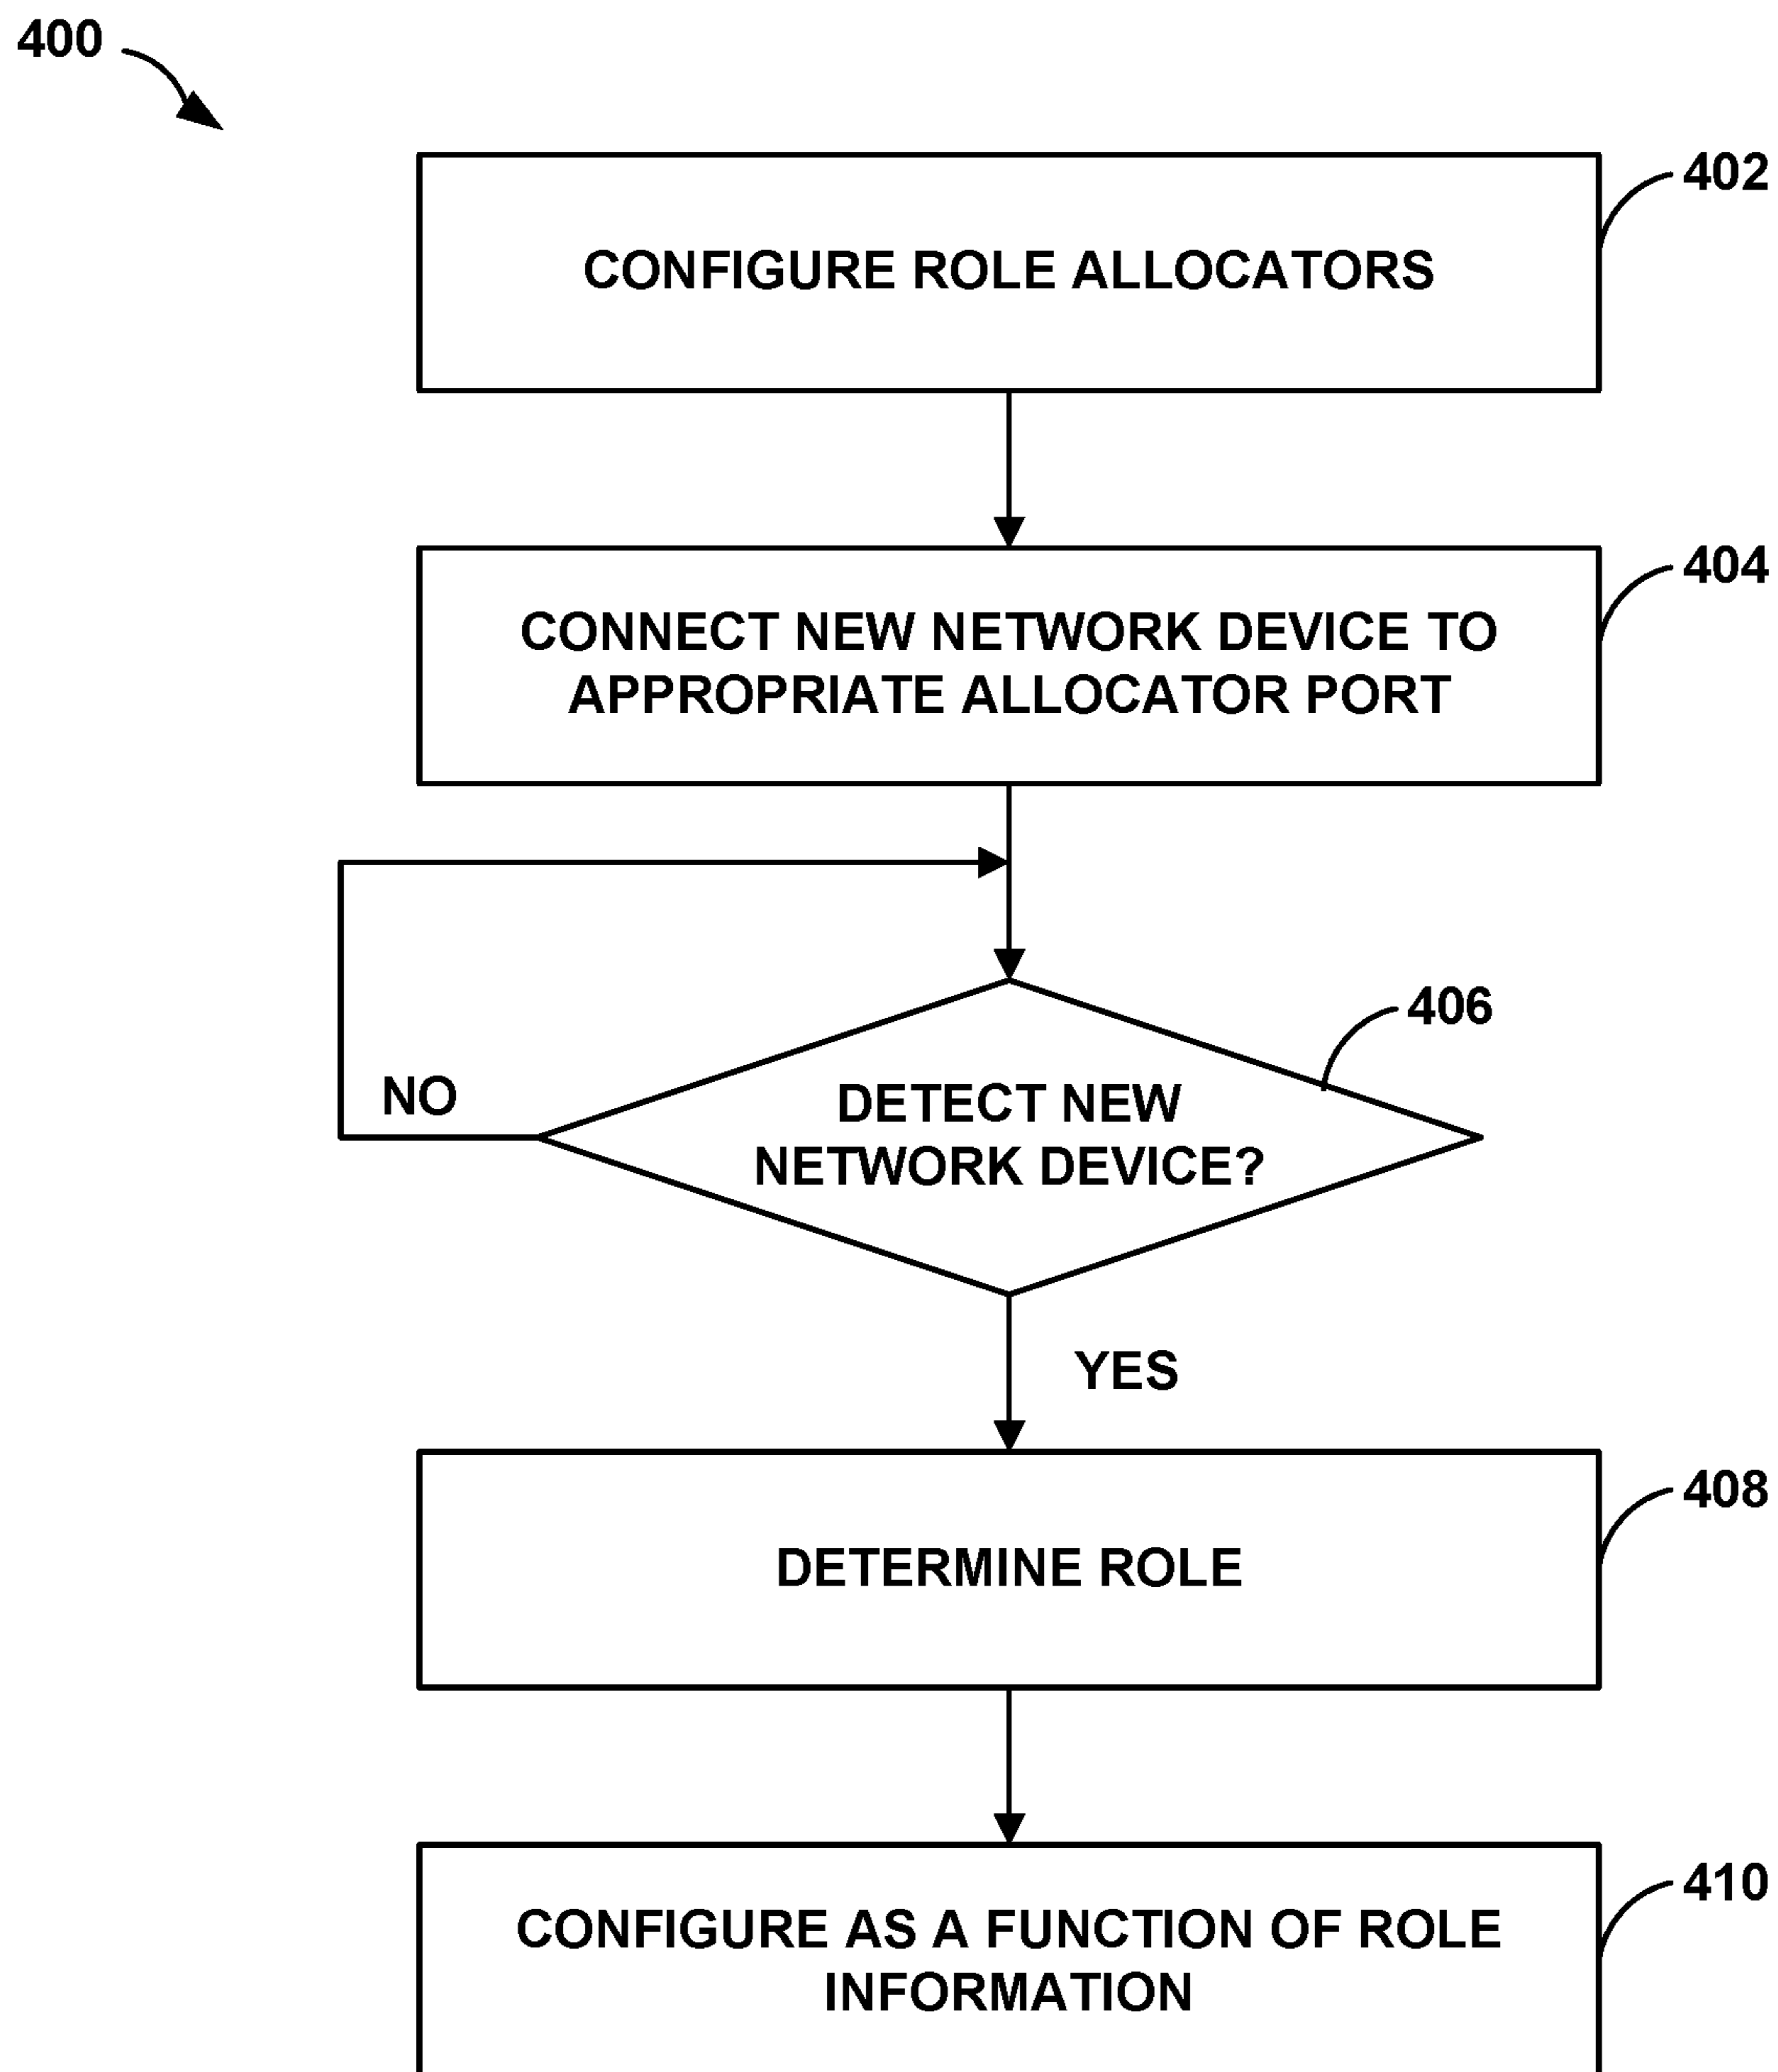 400
402
CONFIGURE ROLE ALLOCATORS
404
CONNECT NEW NETWORK DEVICE TO
APPROPRIATE ALLOCATOR PORT
406
NO
DETECT NEW
NETWORK DEVICE?
YES
408
DETERMINE ROLE
410
CONFIGURE AS A FUNCTION OF ROLE
INFORMATION